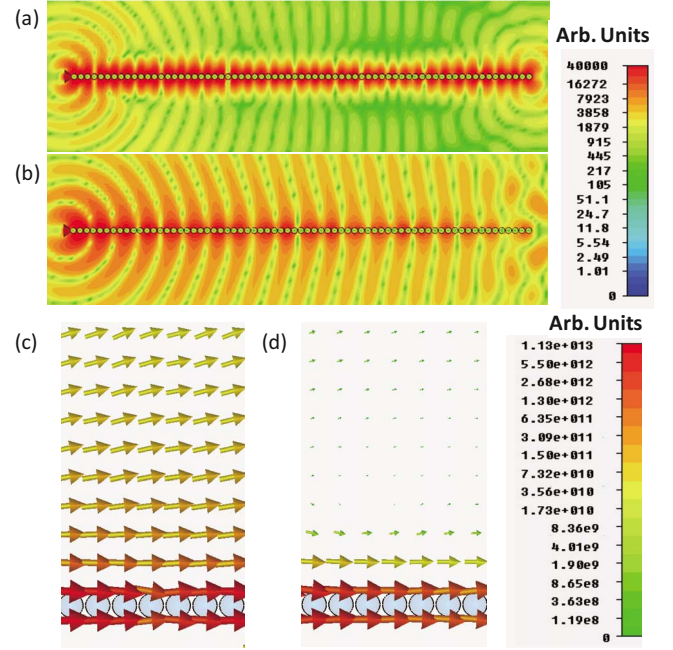 (a)
Arb. Units
40000
16272
7923
3858
1879
915
445
217
105
51.1
24.7
11.8
5.54
2.49
1.01
0
(b)
(c)
(d)
Arb. Units
1.13e+013
5.50e+012
2.68e+012
1.30e+012
6.35e+011
3.09e+011
1.50e+011
7.32e+010
3.56e+010
1.73e+010
8.36e9
4.01e9
1.90e9
8.65e8
3.63e8
1.19e8
0